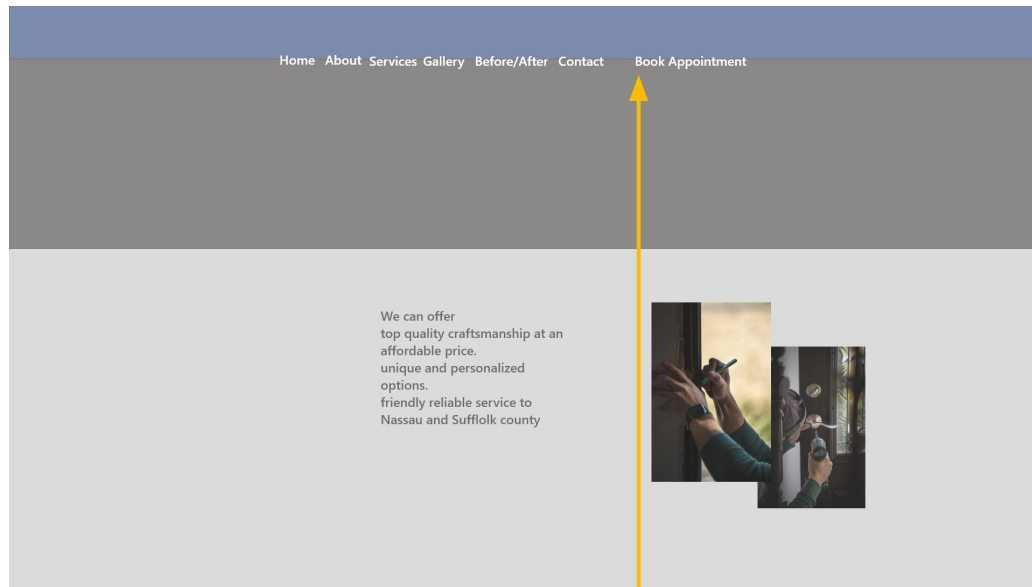 Home About Services Gallery Before/After Contact Book Appointment
We can offer
top quality craftsmanship at an
affordable price.
unique and personalized
options.
friendly reliable service to
Nassau and Sufflolk county